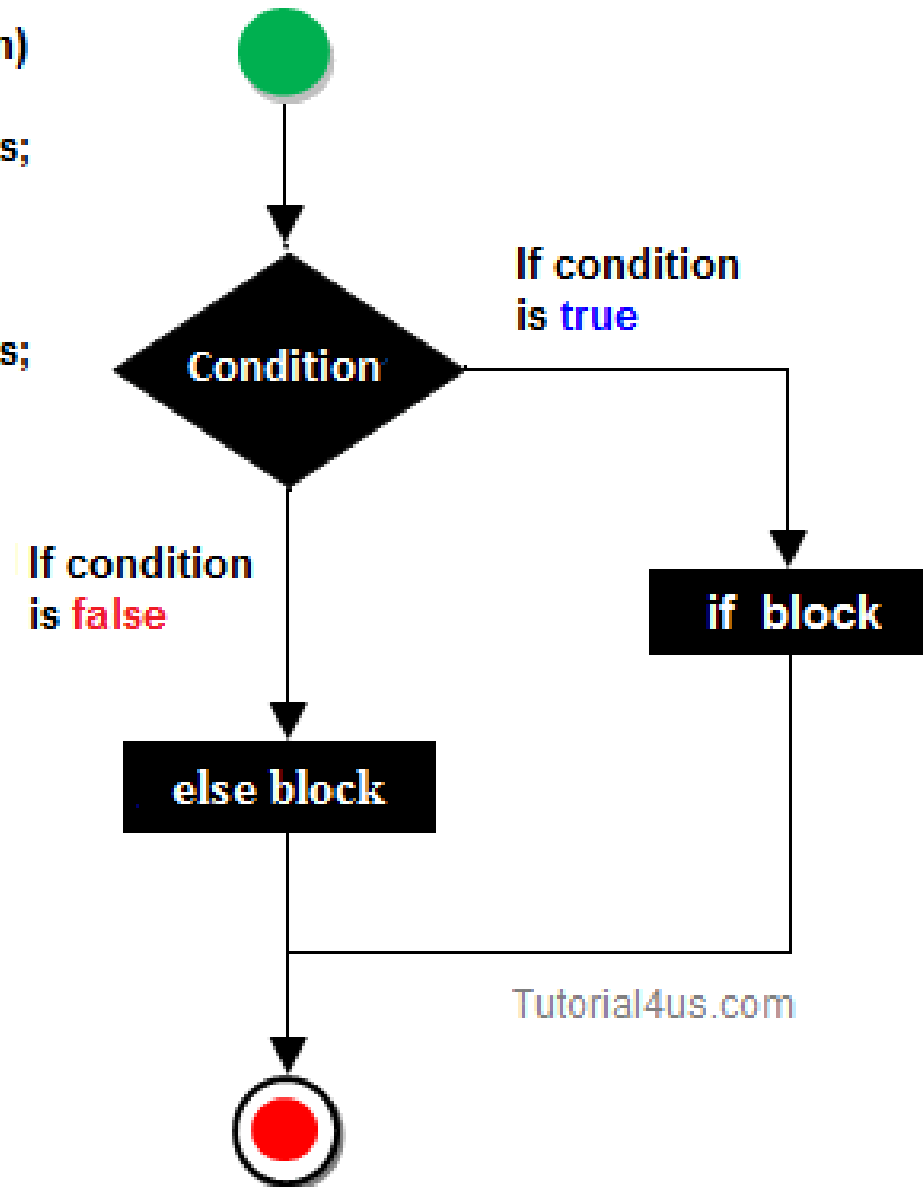 n)
s;
If condition
is true
s;
Condition
If condition
is false
if block
else block
Tutorial4us.com